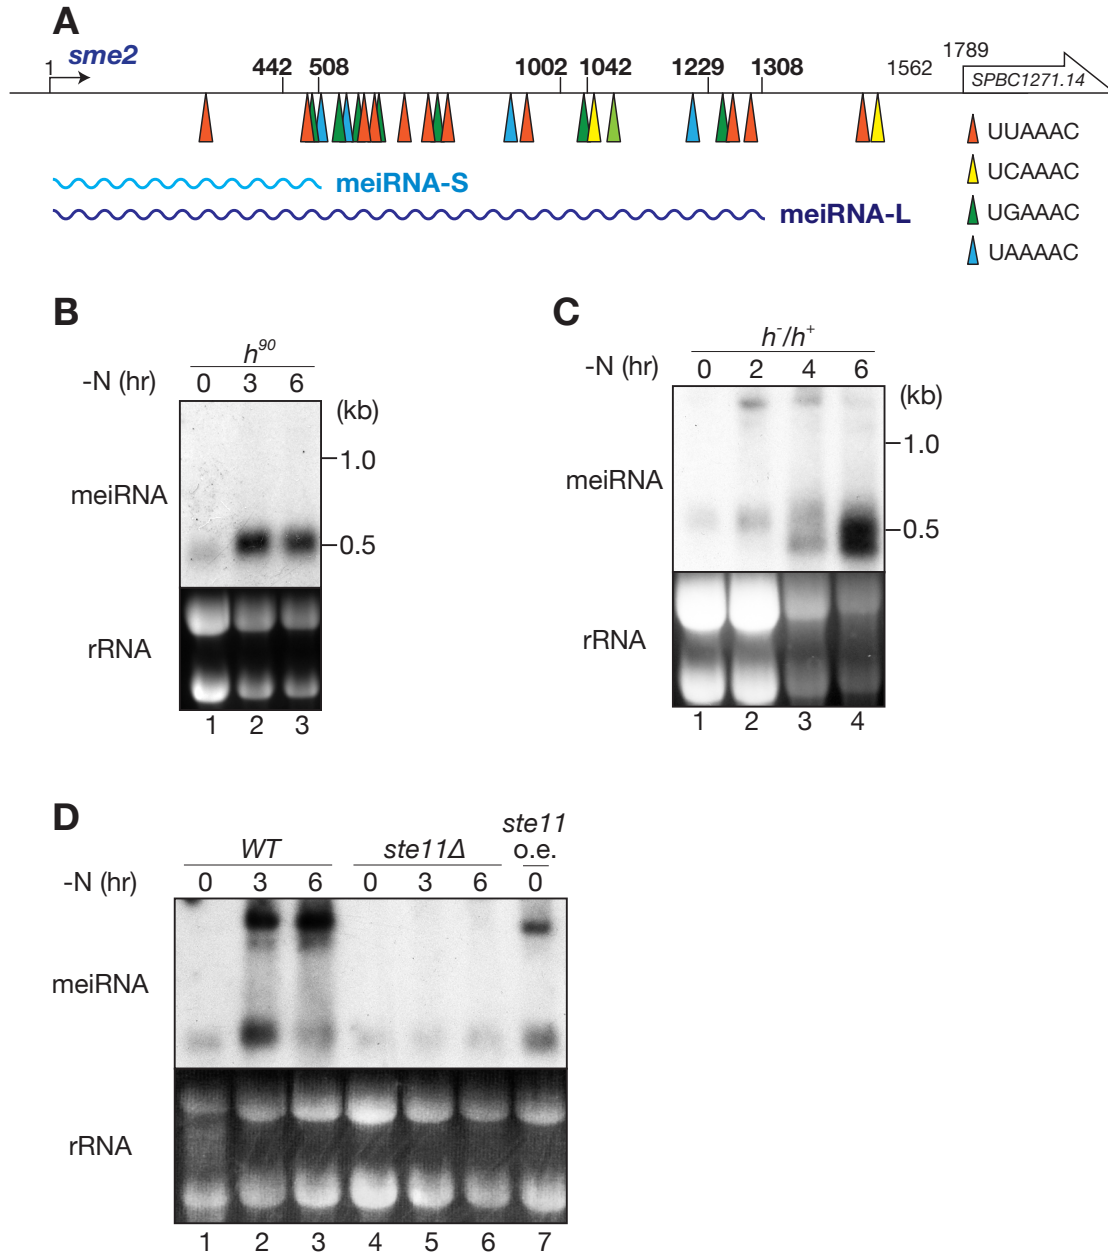 A
1 sme2 442 508 1002 1042 1229 1308 1562 1789
SPBC1271.14
UUAAAC
UCAAAC
UGAAAC
UAAAAC
meiRNA-S
meiRNA-L
B
h90
-N (hr) 0 3 6
(kb)
1.0
meiRNA
0.5
rRNA
1 2 3
C
h-/h+
-N (hr) 0 2 4 6
(kb)
1.0
meiRNA
0.5
rRNA
1 2 3 4
D
WT ste11Δ ste11
o.e.
-N (hr) 0 3 6 0 3 6 0
meiRNA
rRNA
1 2 3 4 5 6 7